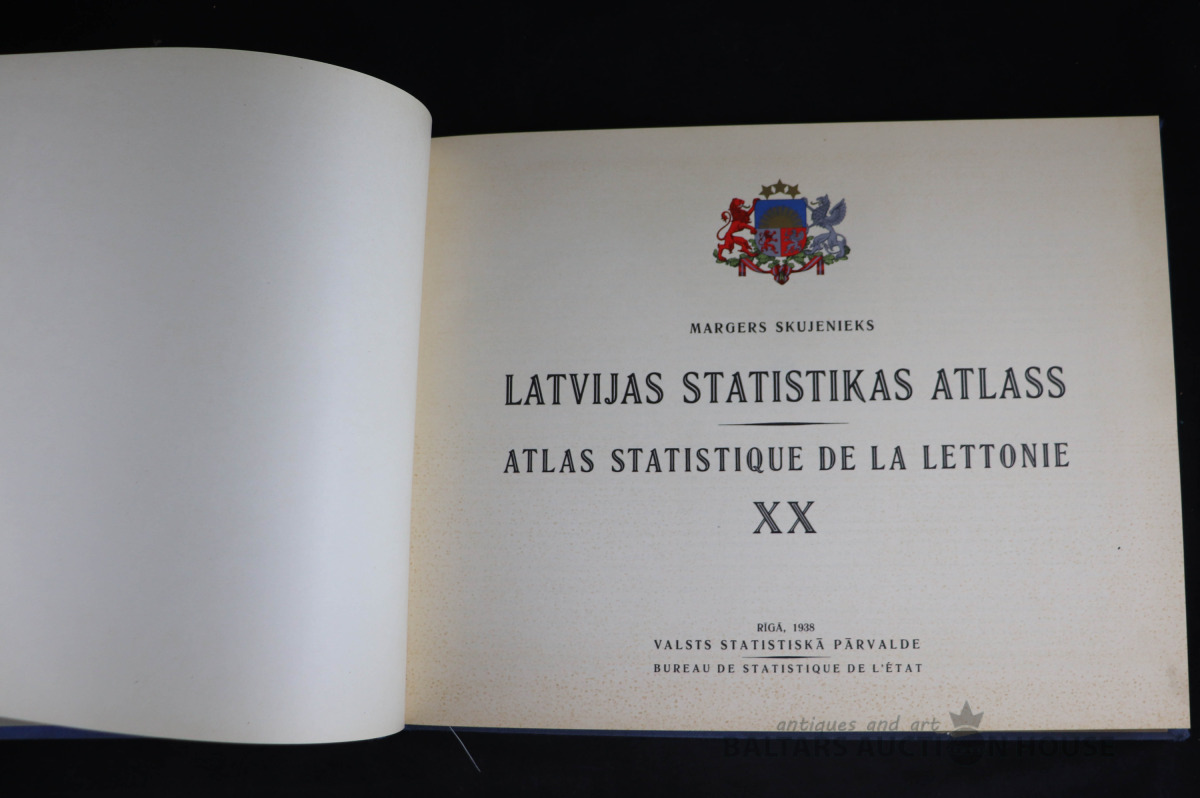 MARGERS SKUJENIEKS
LATVIJAS STATISTIKAS ATLASS
ATLAS STATISTIQUE DE LA LETTONIE
XX
RĪGĀ, 1938
VALSTS STATISTISKĀ PĀRVALDE
BUREAU DE STATISTIQUE DE L'ÉTAT
antiques and art
BALTARS AUCTION HOUSE